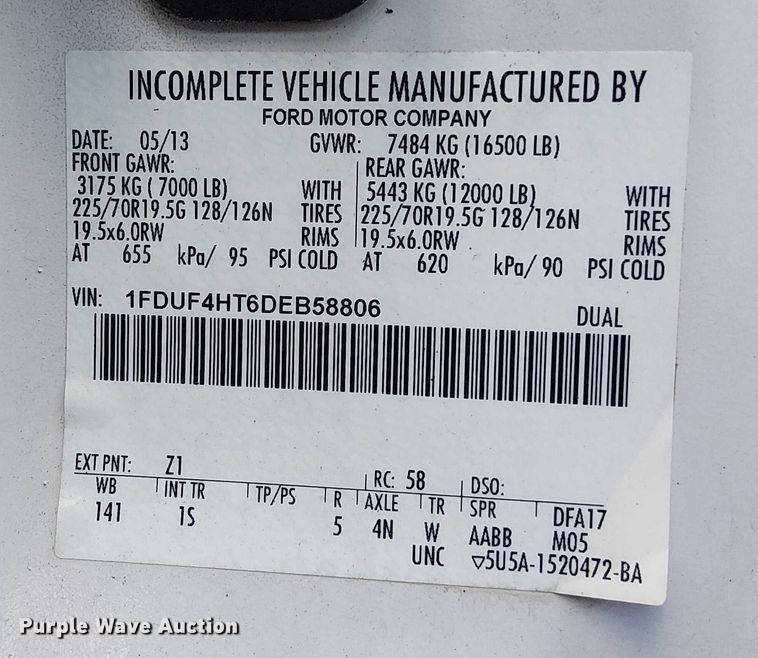 INCOMPLETE VEHICLE MANUFACTURED BY
FORD MOTOR COMPANY
DATE: 05/13 GVWR: 7484 KG (16500 LB)
FRONT GAWR: REAR GAWR:
3175 KG ( 7000 LB) WITH 5443 KG (12000 LB) WITH
225/70R19.5G 128/126N TIRES 225/70R19.5G 128/126N TIRES
19.5x6.0RW RIMS 19.5x6.0RW RIMS
AT 655 kPa/ 95 PSI COLD AT 620 kPa/ 90 PSI COLD
VIN: 1FDUF4HT6DEB58806 DUAL
EXT PNT: Z1 RC: 58 DSO:
WB INT TR TP/PS R AXLE TR SPR DFA17
141 1S 5 4N W AABB M05
UNC ▽5U5A-1520472-BA
Purple Wave Auction